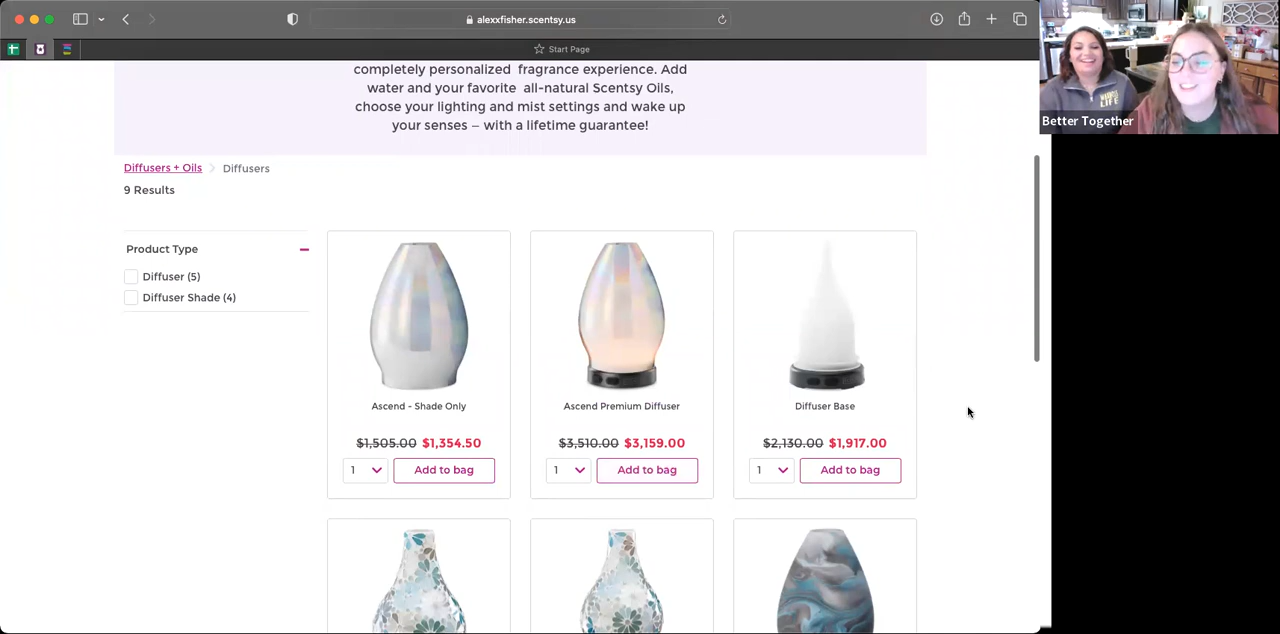 alexxfisher.scentsy.us
Start Page
completely personalized fragrance experience. Add
water and your favorite all-natural Scentsy Oils,
choose your lighting and mist settings and wake up
your senses – with a lifetime guarantee!
Diffusers + Oils > Diffusers
9 Results
Product Type
Diffuser (5)
Diffuser Shade (4)
Ascend - Shade Only
$1,505.00 $1,354.50
1 Add to bag
Ascend Premium Diffuser
$3,510.00 $3,159.00
1 Add to bag
Diffuser Base
$2,130.00 $1,917.00
1 Add to bag
LIFE
Better Together